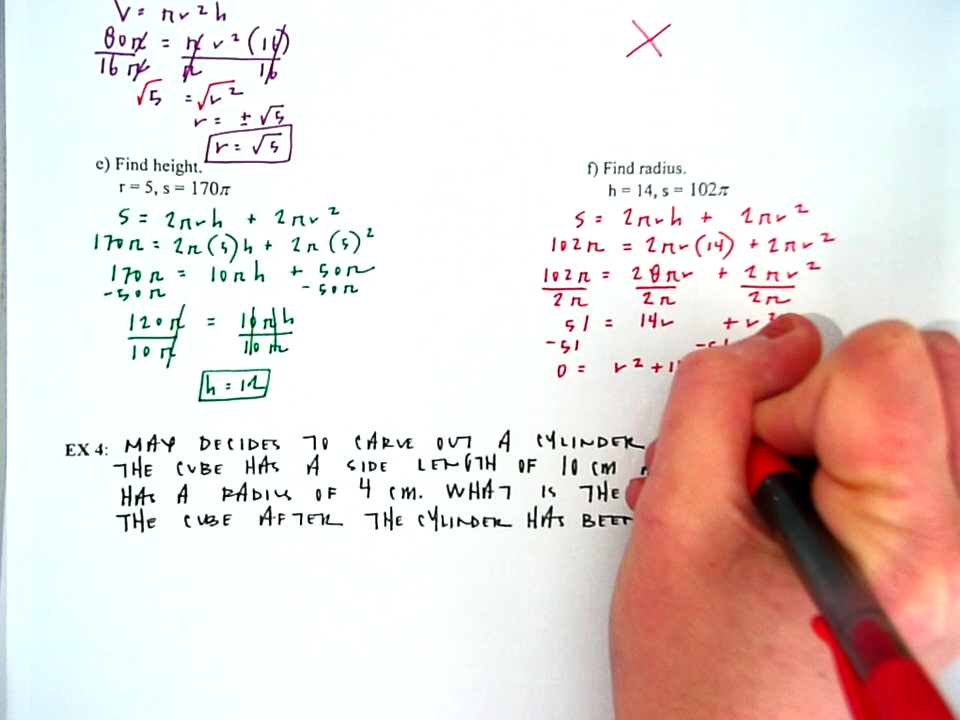 V = πr²h
80π = π r² (16)
16π π 16
√5 = √r²
r = ± √5
r = √5
e) Find height.
r = 5, s = 170π
S = 2πrh + 2πr²
170π = 2π(5)h + 2π(5)²
170π = 10πh + 50π
-50π -50π
120π = 10πh
10π 10π
h = 12
f) Find radius.
h = 14, s = 102π
S = 2πrh + 2πr²
102π = 2πr(14) + 2πr²
102π = 28πr + 2πr²
2π 2π 2π
51 = 14r + r²
-51 -51
0 = r² + 1
EX 4: MAY DECIDES TO CARVE OUT A CYLINDER
THE CUBE HAS A SIDE LENGTH OF 10 CM
HAS A RADIUS OF 4 CM. WHAT IS THE
THE CUBE AFTER THE CYLINDER HAS BEEN